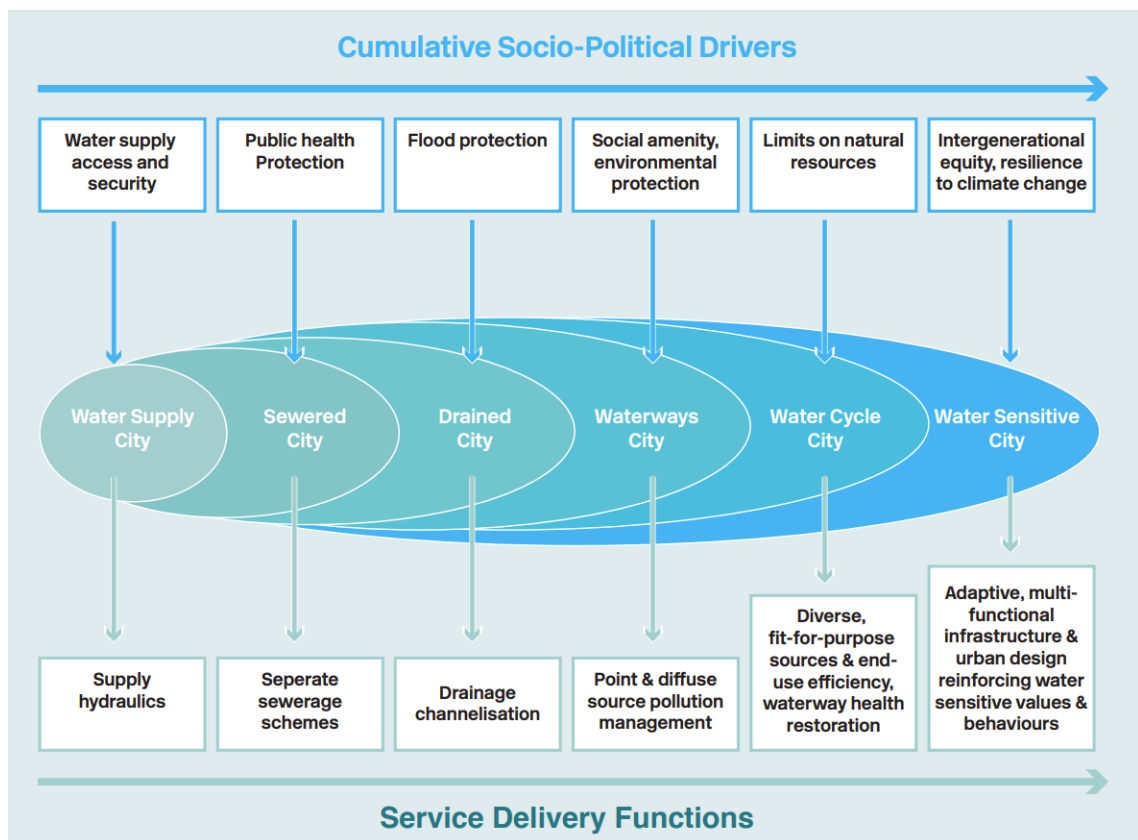 Cumulative Socio-Political Drivers
Water supply
access and
security
Public health
Protection
Flood protection
Social amenity,
environmental
protection
Limits on natural
resources
Intergenerational
equity, resilience
to climate change
Water Supply
City
Sewered
City
Drained
City
Waterways
City
Water Cycle
City
Water Sensitive
City
Supply
hydraulics
Seperate
sewerage
schemes
Drainage
channelisation
Point & diffuse
source pollution
management
Diverse,
fit-for-purpose
sources & end-
use efficiency,
waterway health
restoration
Adaptive, multi-
functional
infrastructure &
urban design
reinforcing water
sensitive values &
behaviours
Service Delivery Functions